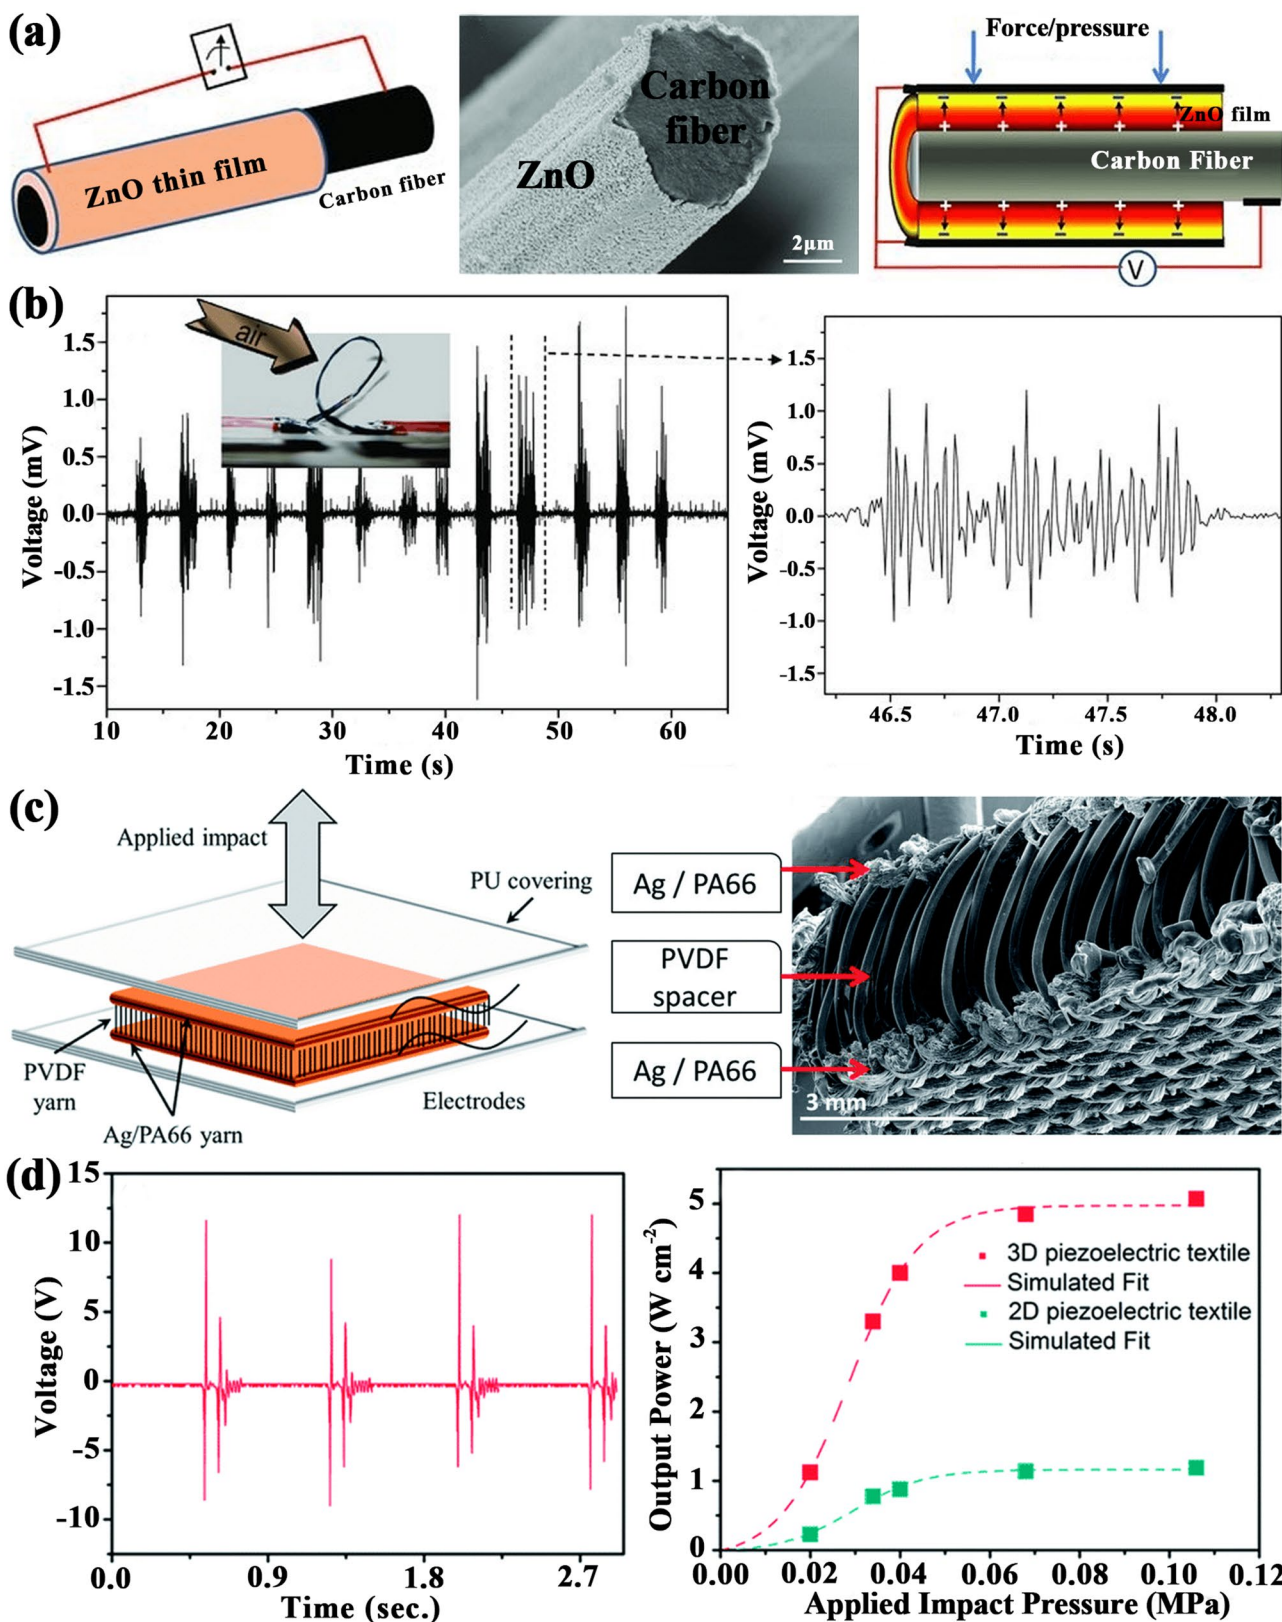 (a)
ZnO thin film
Carbon fiber
Carbon
fiber
ZnO
2μm
Force/pressure
ZnO film
Carbon Fiber
V
(b)
Voltage (mV)
1.5
1.0
0.5
0.0
-0.5
-1.0
-1.5
10 20 30 40 50 60
Time (s)
air
Voltage (mV)
1.5
1.0
0.5
0.0
-0.5
-1.0
-1.5
46.5 47.0 47.5 48.0
Time (s)
(c)
Applied impact
PU covering
PVDF
yarn
Ag/PA66 yarn
Electrodes
Ag / PA66
PVDF
spacer
Ag / PA66
3 mm
(d)
Voltage (V)
15
10
5
0
-5
-10
0.0 0.9 1.8 2.7
Time (sec.)
Output Power (W cm-2)
5
4
3
2
1
0
3D piezoelectric textile
Simulated Fit
2D piezoelectric textile
Simulated Fit
0.00 0.02 0.04 0.06 0.08 0.10 0.12
Applied Impact Pressure (MPa)